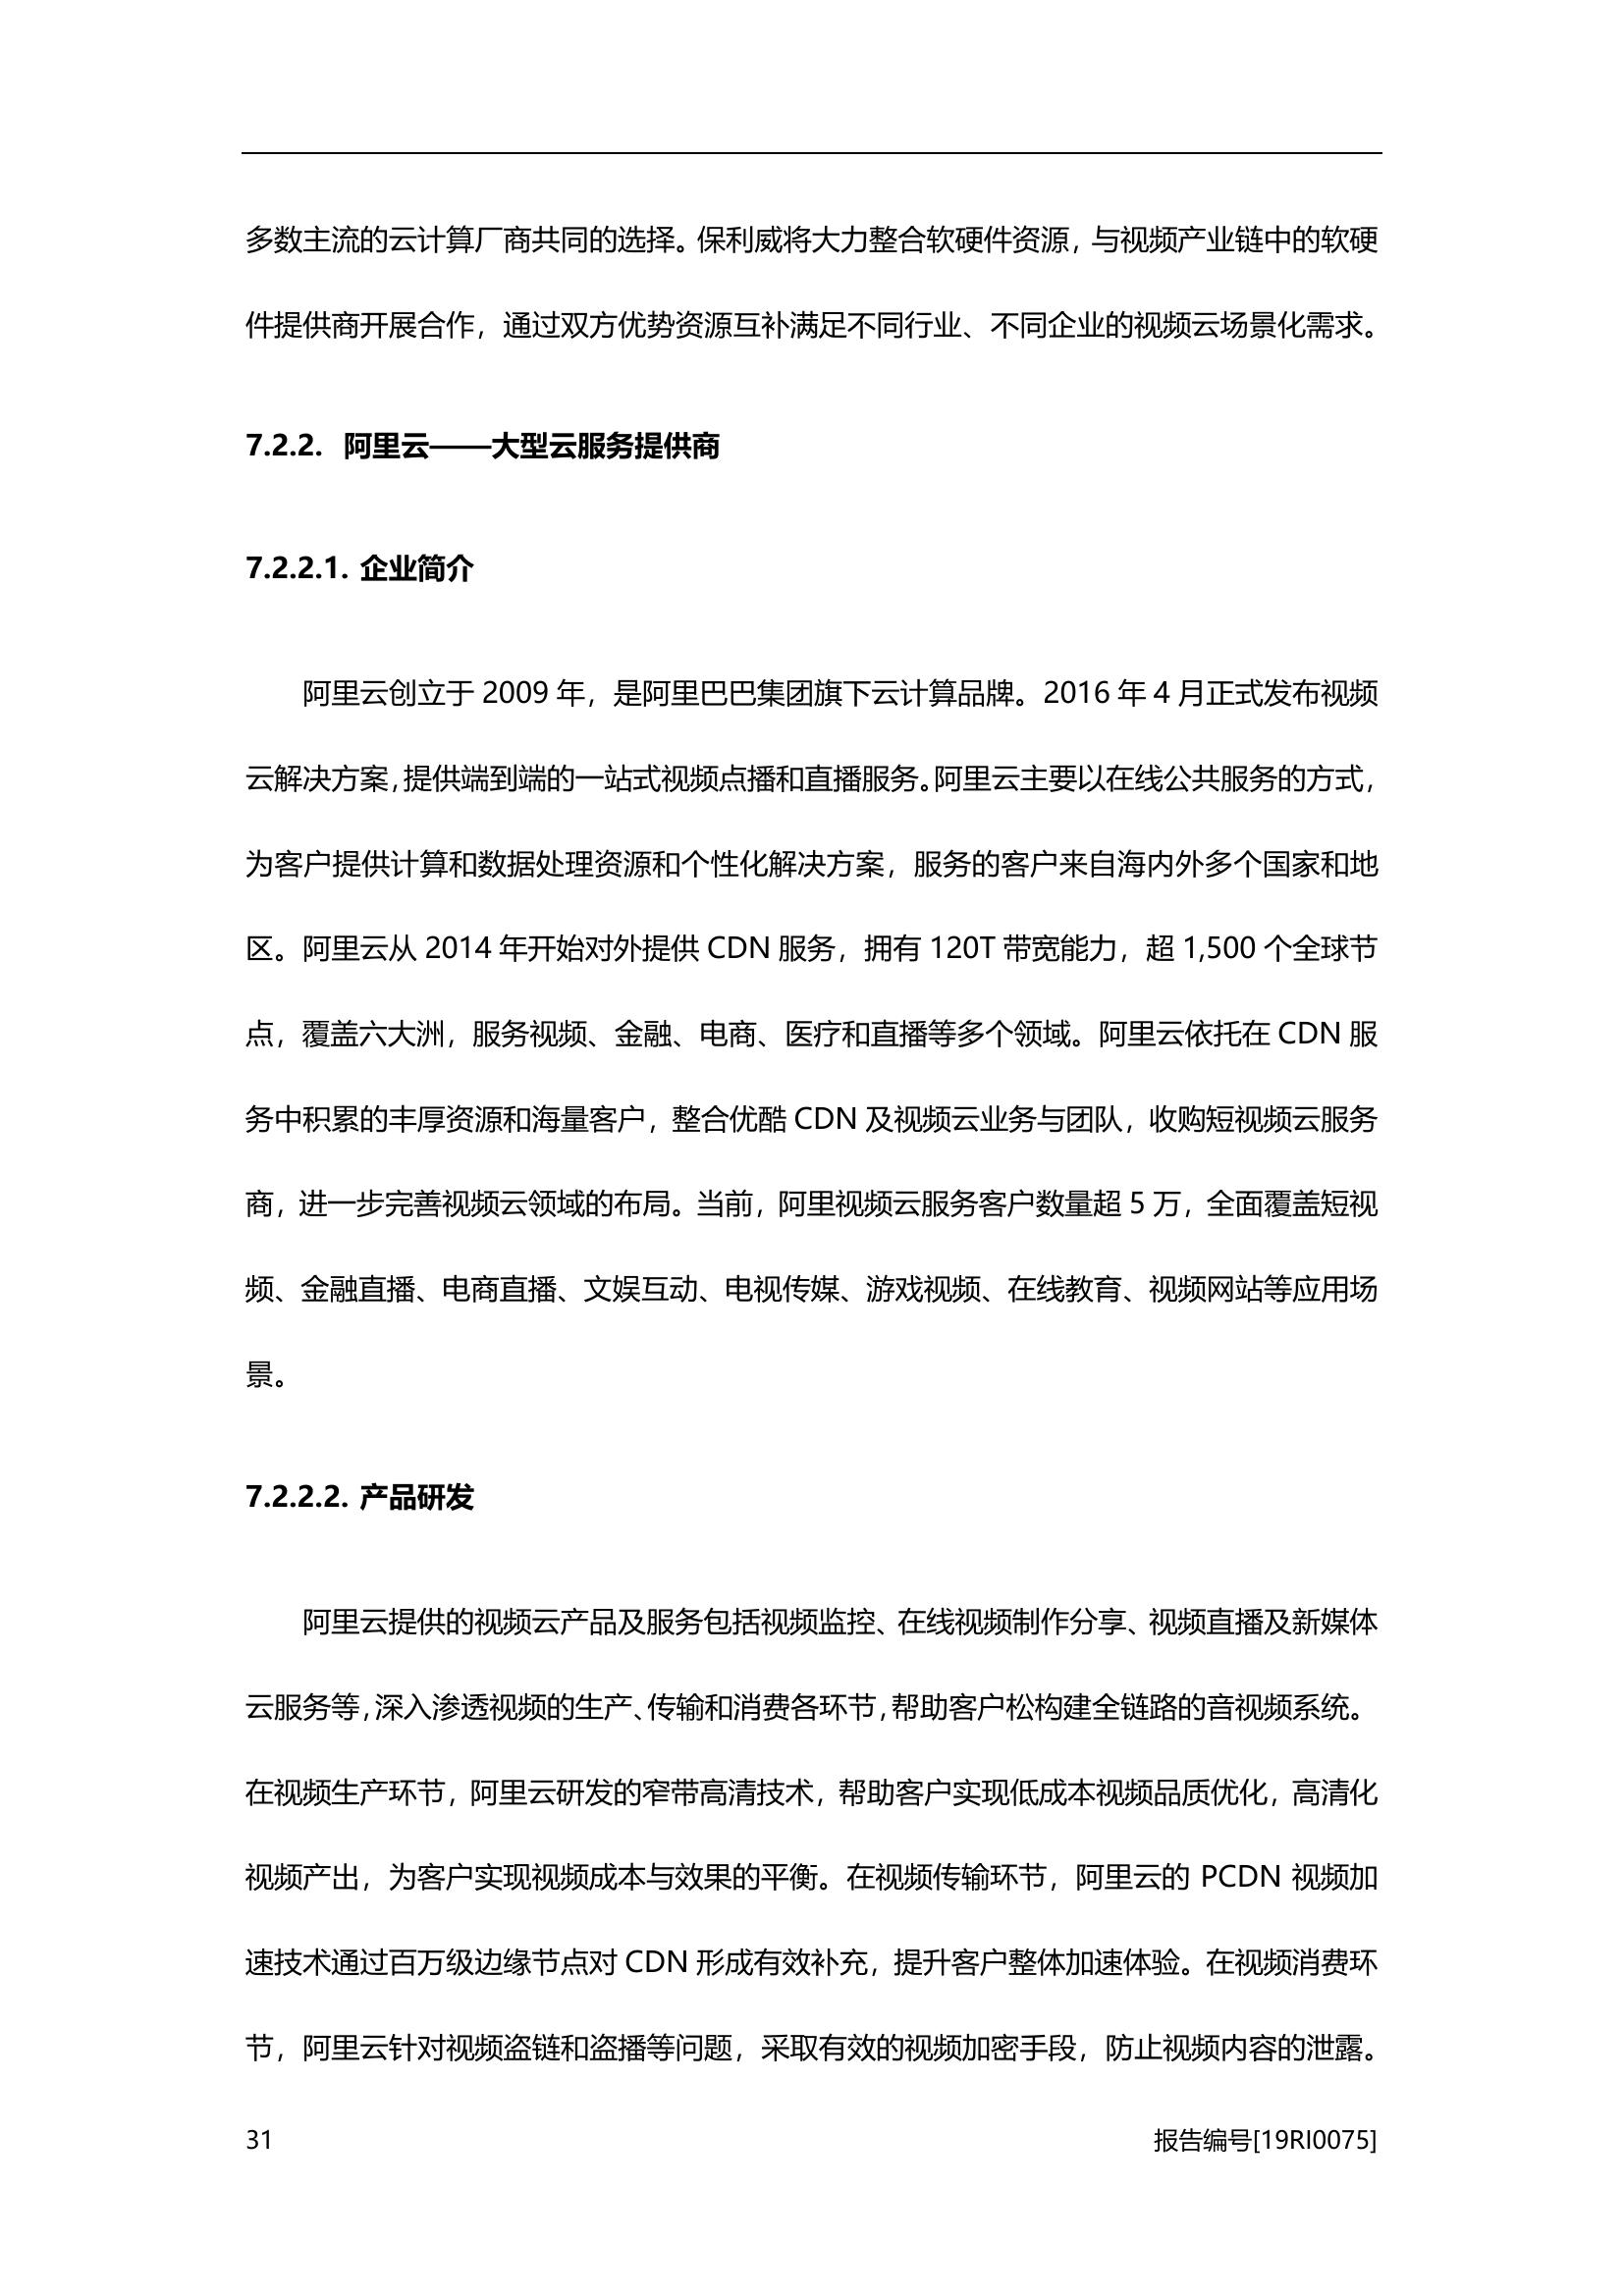 多数主流的云计算厂商共同的选择。保利威将大力整合软硬件资源，与视频产业链中的软硬
件提供商开展合作，通过双方优势资源互补满足不同行业、不同企业的视频云场景化需求。
7.2.2. 阿里云——大型云服务提供商
7.2.2.1. 企业简介
阿里云创立于 2009 年，是阿里巴巴集团旗下云计算品牌。2016 年 4 月正式发布视频
云解决方案，提供端到端的一站式视频点播和直播服务。阿里云主要以在线公共服务的方式，
为客户提供计算和数据处理资源和个性化解决方案，服务的客户来自海内外多个国家和地
区。阿里云从 2014 年开始对外提供 CDN 服务，拥有 120T 带宽能力，超 1,500 个全球节
点，覆盖六大洲，服务视频、金融、电商、医疗和直播等多个领域。阿里云依托在 CDN 服
务中积累的丰厚资源和海量客户，整合优酷 CDN 及视频云业务与团队，收购短视频云服务
商，进一步完善视频云领域的布局。当前，阿里视频云服务客户数量超 5 万，全面覆盖短视
频、金融直播、电商直播、文娱互动、电视传媒、游戏视频、在线教育、视频网站等应用场
景。
7.2.2.2. 产品研发
阿里云提供的视频云产品及服务包括视频监控、在线视频制作分享、视频直播及新媒体
云服务等，深入渗透视频的生产、传输和消费各环节，帮助客户松构建全链路的音视频系统。
在视频生产环节，阿里云研发的窄带高清技术，帮助客户实现低成本视频品质优化，高清化
视频产出，为客户实现视频成本与效果的平衡。在视频传输环节，阿里云的 PCDN 视频加
速技术通过百万级边缘节点对 CDN 形成有效补充，提升客户整体加速体验。在视频消费环
节，阿里云针对视频盗链和盗播等问题，采取有效的视频加密手段，防止视频内容的泄露。
31
报告编号[19RI0075]